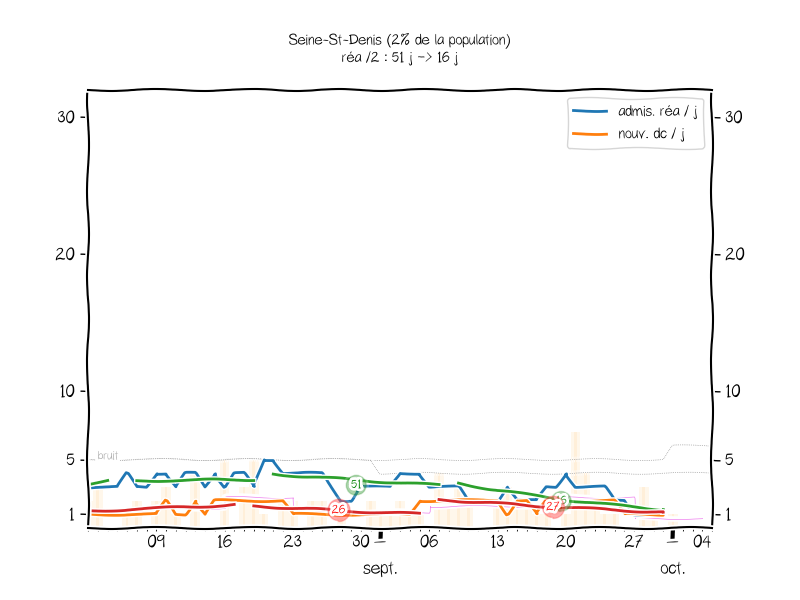 Seine-St-Denis (2% de la population)
réa /2 : 51 j -> 16 j
admis. réa / j
nouv. dc / j
30
30
20
20
10
10
5
bruit
5
51
26
27
1
1
09 16 23 30 1 06 13 20 27 1 04
sept. oct.